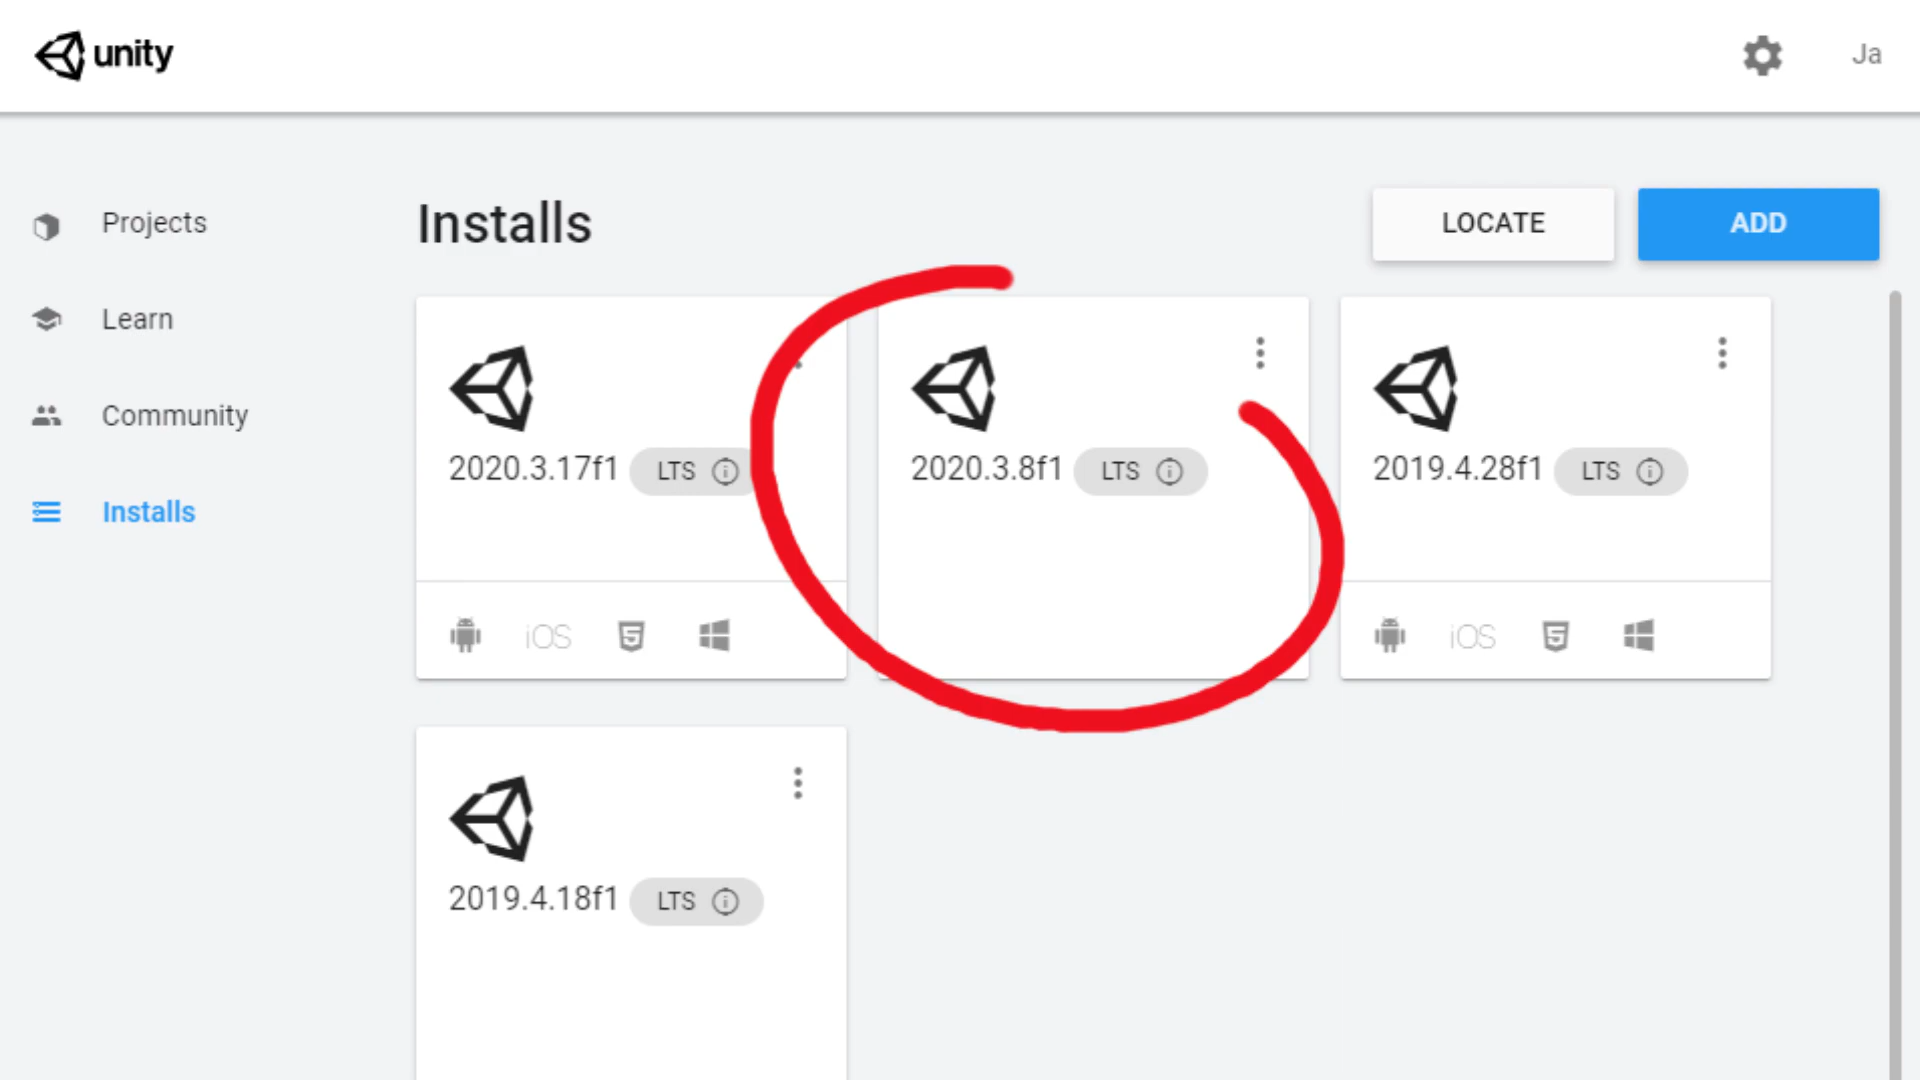 unity
Ja
Projects
Learn
Community
Installs
Installs
LOCATE
ADD
2020.3.17f1 LTS
iOS
2020.3.8f1 LTS
2019.4.28f1 LTS
iOS
2019.4.18f1 LTS